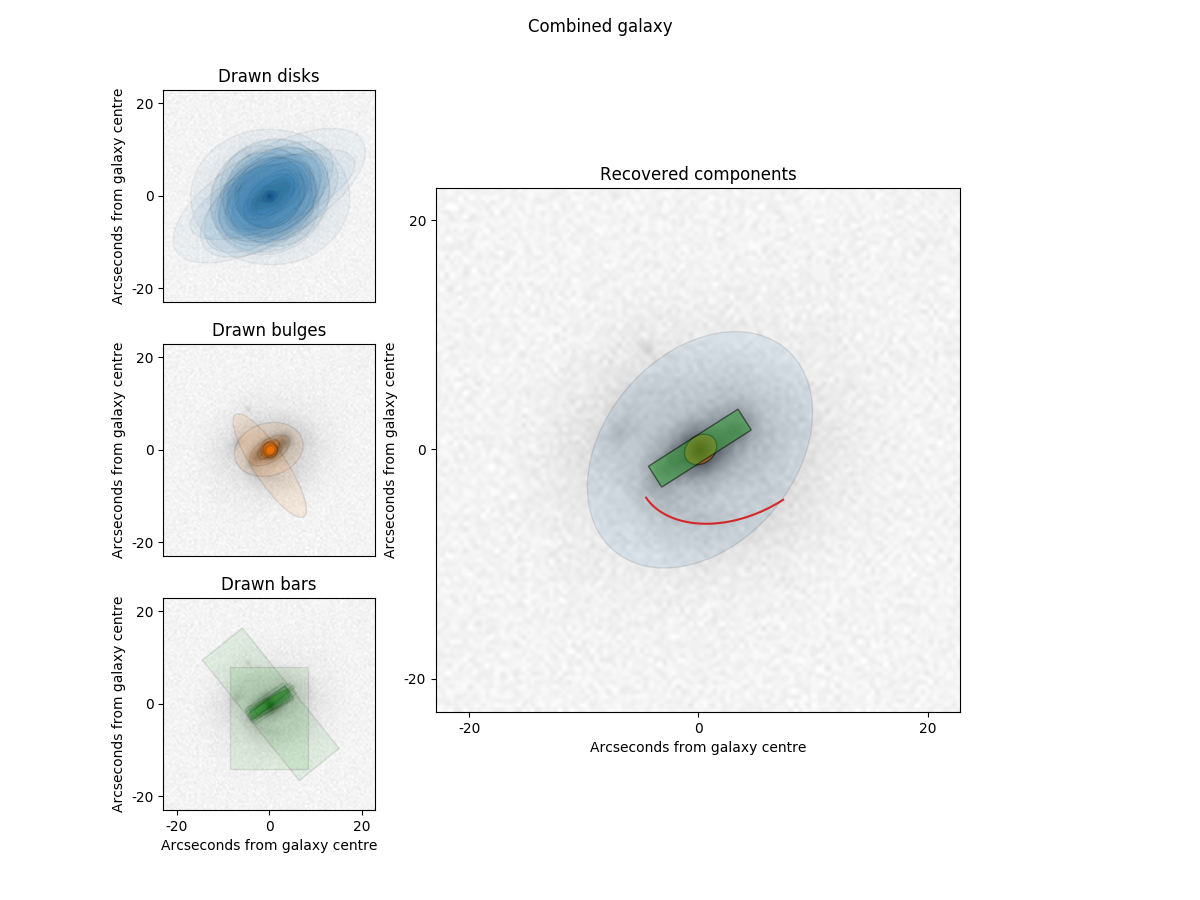 Combined galaxy
Drawn disks
Arcseconds from galaxy centre
20
0
-20
Drawn bulges
Arcseconds from galaxy centre
20
0
-20
Drawn bars
Arcseconds from galaxy centre
20
0
-20
-20 0 20
Arcseconds from galaxy centre
Recovered components
Arcseconds from galaxy centre
20
0
-20
-20 0 20
Arcseconds from galaxy centre